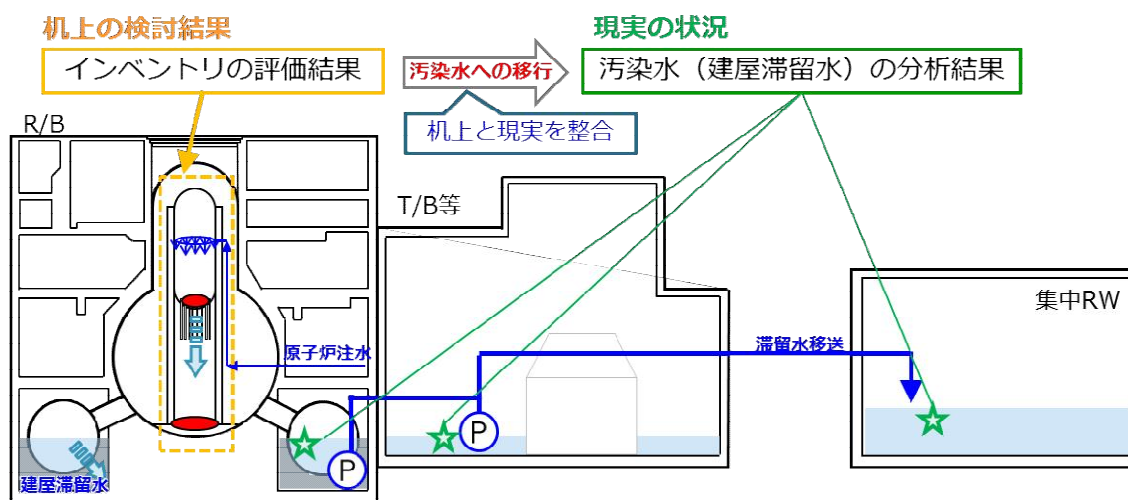 机上の検討結果
インベントリの評価結果
汚染水への移行
机上と現実を整合
現実の状況
汚染水（建屋滞留水）の分析結果
R/B
T/B等
集中RW
原子炉注水
滞留水移送
P
P
建屋滞留水